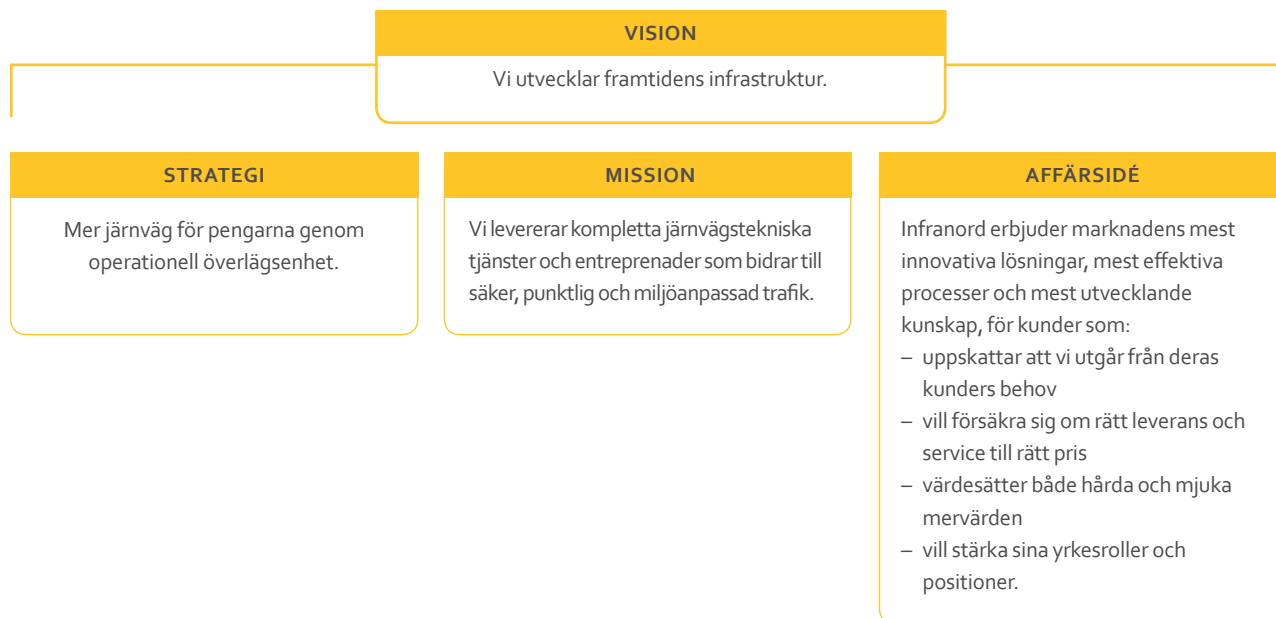 VISION
Vi utvecklar framtidens infrastruktur.
STRATEGI
Mer järnväg för pengarna genom
operationell överlägsenhet.
MISSION
Vi levererar kompletta järnvägstekniska
tjänster och entreprenader som bidrar till
säker, punktlig och miljöanpassad trafik.
AFFÄRSIDÉ
Infranord erbjuder marknadens mest
innovativa lösningar, mest effektiva
processer och mest utvecklande
kunskap, för kunder som:
– uppskattar att vi utgår från deras
kunders behov
– vill försäkra sig om rätt leverans och
service till rätt pris
– värdesätter både hårda och mjuka
mervärden
– vill stärka sina yrkesroller och
positioner.